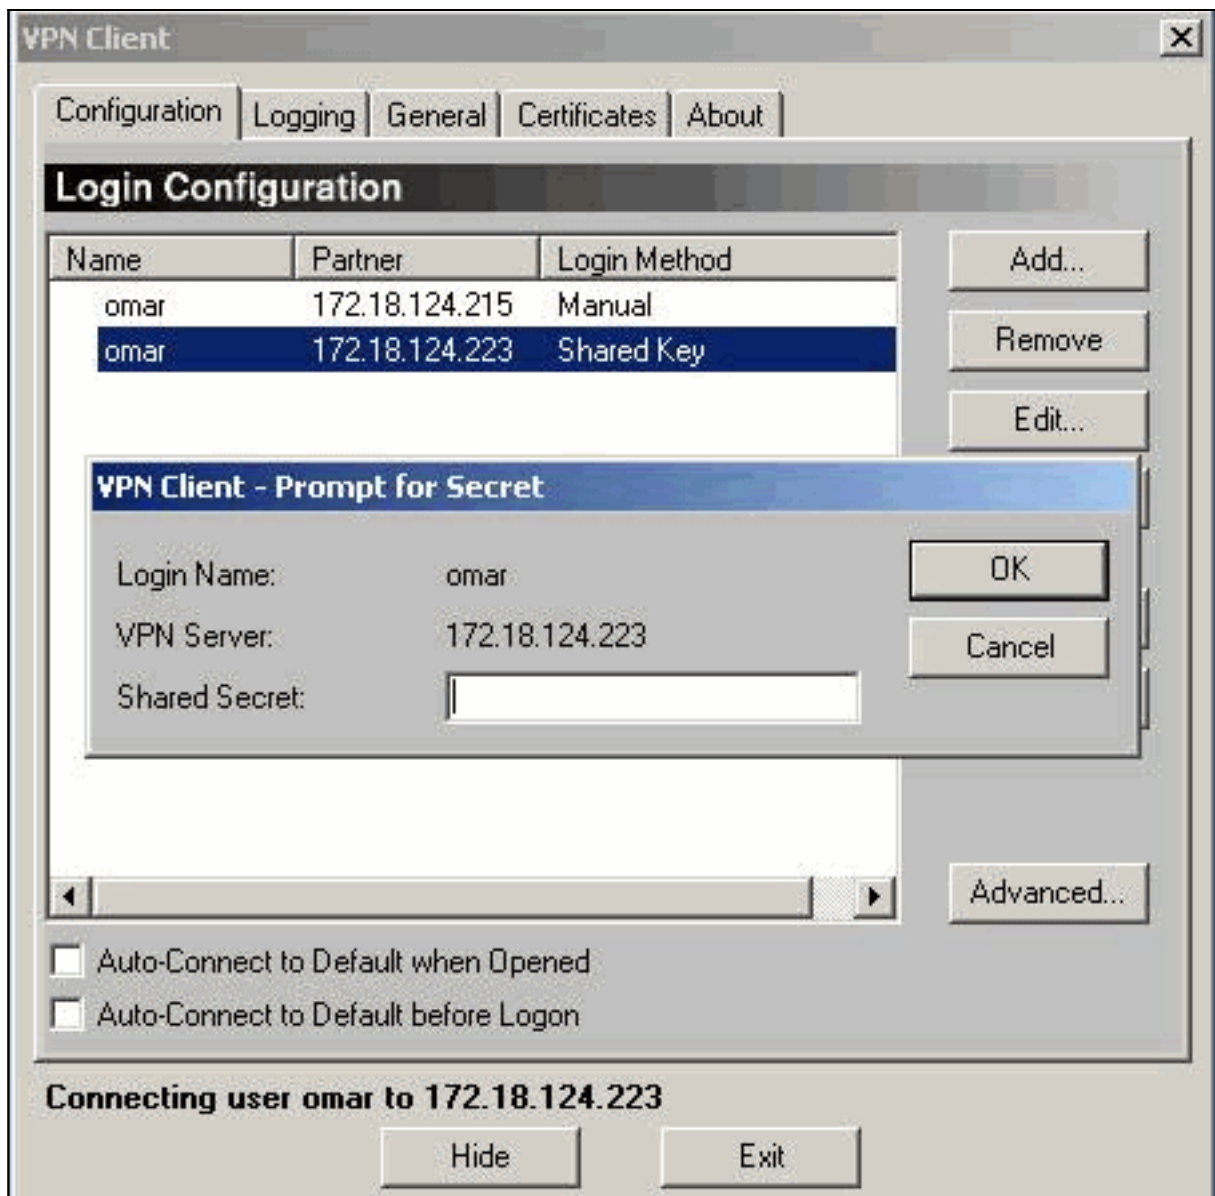 VPN Client
Configuration Logging General Certificates About
Login Configuration
Name Partner Login Method
omar 172.18.124.215 Manual
omar 172.18.124.223 Shared Key
Add...
Remove
Edit...
VPN Client - Prompt for Secret
Login Name: omar
VPN Server: 172.18.124.223
Shared Secret:
OK
Cancel
Advanced...
Auto-Connect to Default when Opened
Auto-Connect to Default before Logon
Connecting user omar to 172.18.124.223
Hide Exit